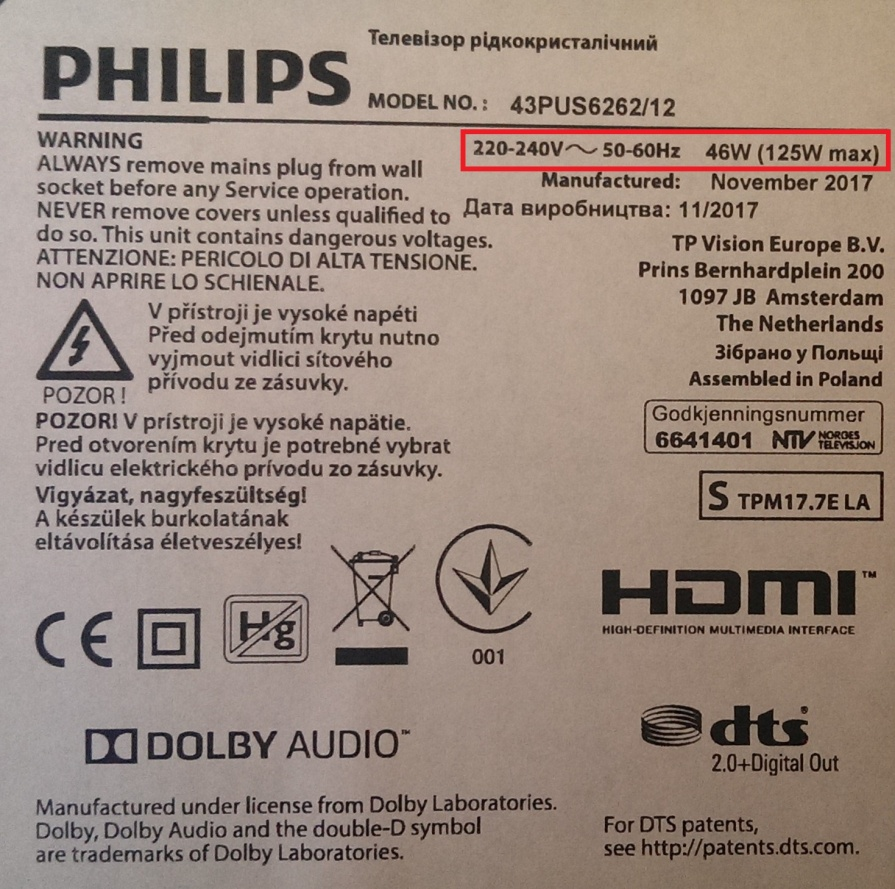 PHILIPS
Телевізор рідкокристалічний
MODEL NO.: 43PUS6262/12
220-240V~ 50-60Hz 46W (125W max)
Manufactured: November 2017
Дата виробництва: 11/2017
WARNING
ALWAYS remove mains plug from wall
socket before any Service operation.
NEVER remove covers unless qualified to
do so. This unit contains dangerous voltages.
ATTENZIONE: PERICOLO DI ALTA TENSIONE.
NON APRIRE LO SCHIENALE.
V přístroji je vysoké napéti
Před odejmutím krytu nutno
vyjmout vidlici sítového
přívodu ze zásuvky.
POZOR!
POZOR! V prístroji je vysoké napätie.
Pred otvorením krytu je potrebné vybrat
vidlicu elektrického prívodu zo zásuvky.
Vigyázat, nagyfeszültség!
A készülek burkolatának
eltávolítása életveszélyes!
TP Vision Europe B.V.
Prins Bernhardplein 200
1097 JB Amsterdam
The Netherlands
Зібрано у Польщі
Assembled in Poland
Godkjenningsnummer
6641401 NTV NORGES
TELEVISJON
S TPM17.7E LA
CE
Hg
001
HDMI™
HIGH-DEFINITION MULTIMEDIA INTERFACE
DOLBY AUDIO™
dts®
2.0+Digital Out
Manufactured under license from Dolby Laboratories.
Dolby, Dolby Audio and the double-D symbol
are trademarks of Dolby Laboratories.
For DTS patents,
see http://patents.dts.com.